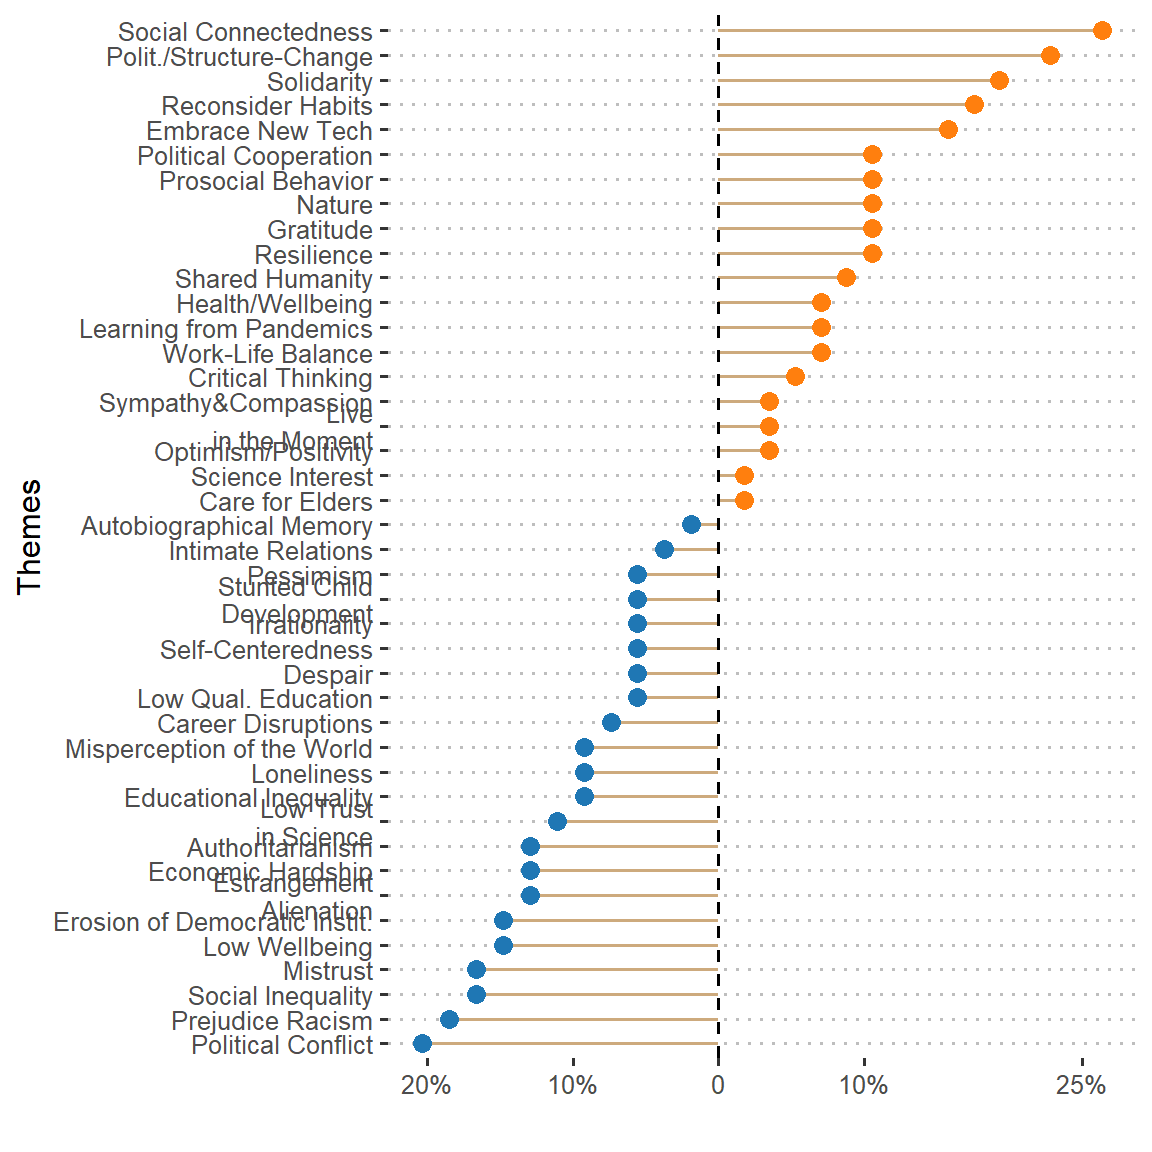 Social Connectedness
Polit./Structure-Change
Solidarity
Reconsider Habits
Embrace New Tech
Political Cooperation
Prosocial Behavior
Nature
Gratitude
Resilience
Shared Humanity
Health/Wellbeing
Learning from Pandemics
Work-Life Balance
Critical Thinking
Sympathy&Compassion
Live
in the Moment
Optimism/Positivity
Science Interest
Care for Elders
Autobiographical Memory
Intimate Relations
Pessimism
Stunted Child
Development
Irrationality
Self-Centeredness
Despair
Low Qual. Education
Career Disruptions
Misperception of the World
Loneliness
Educational Inequality
Low Trust
in Science
Authoritarianism
Economic Hardship
Estrangement
Alienation
Erosion of Democratic Instit.
Low Wellbeing
Mistrust
Social Inequality
Prejudice Racism
Political Conflict
Themes
20% 10% 0 10% 25%